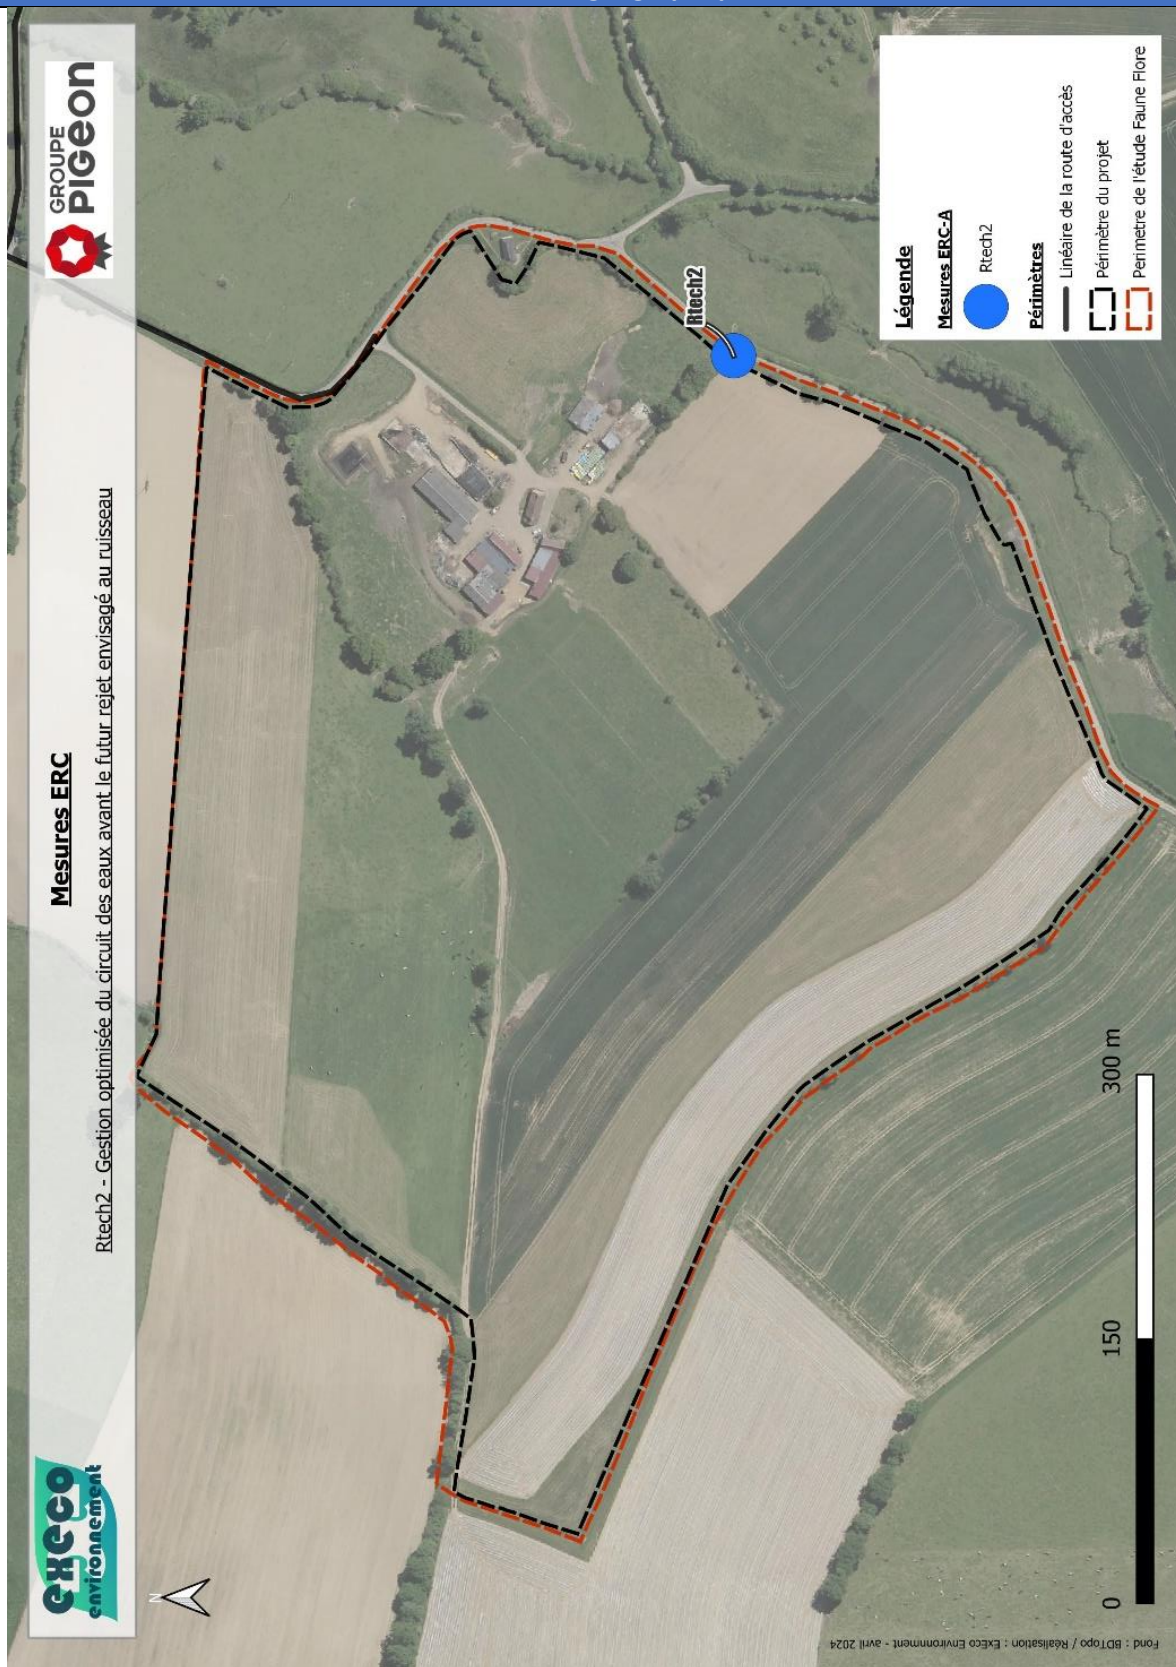 Mesures ERC
Rtech2 - Gestion optimisée du circuit des eaux avant le futur rejet envisagé au ruisseau
execo
environnement
GROUPE
PIGeon
N
Rtech2
Légende
Mesures ERC-A
Rtech2
Périmètres
Linéaire de la route d'accès
Périmètre du projet
Perimetre de l'étude Faune Flore
0 150 300 m
Fond : BDTopo / Réalisation : ExEco Environnement - avril 2024